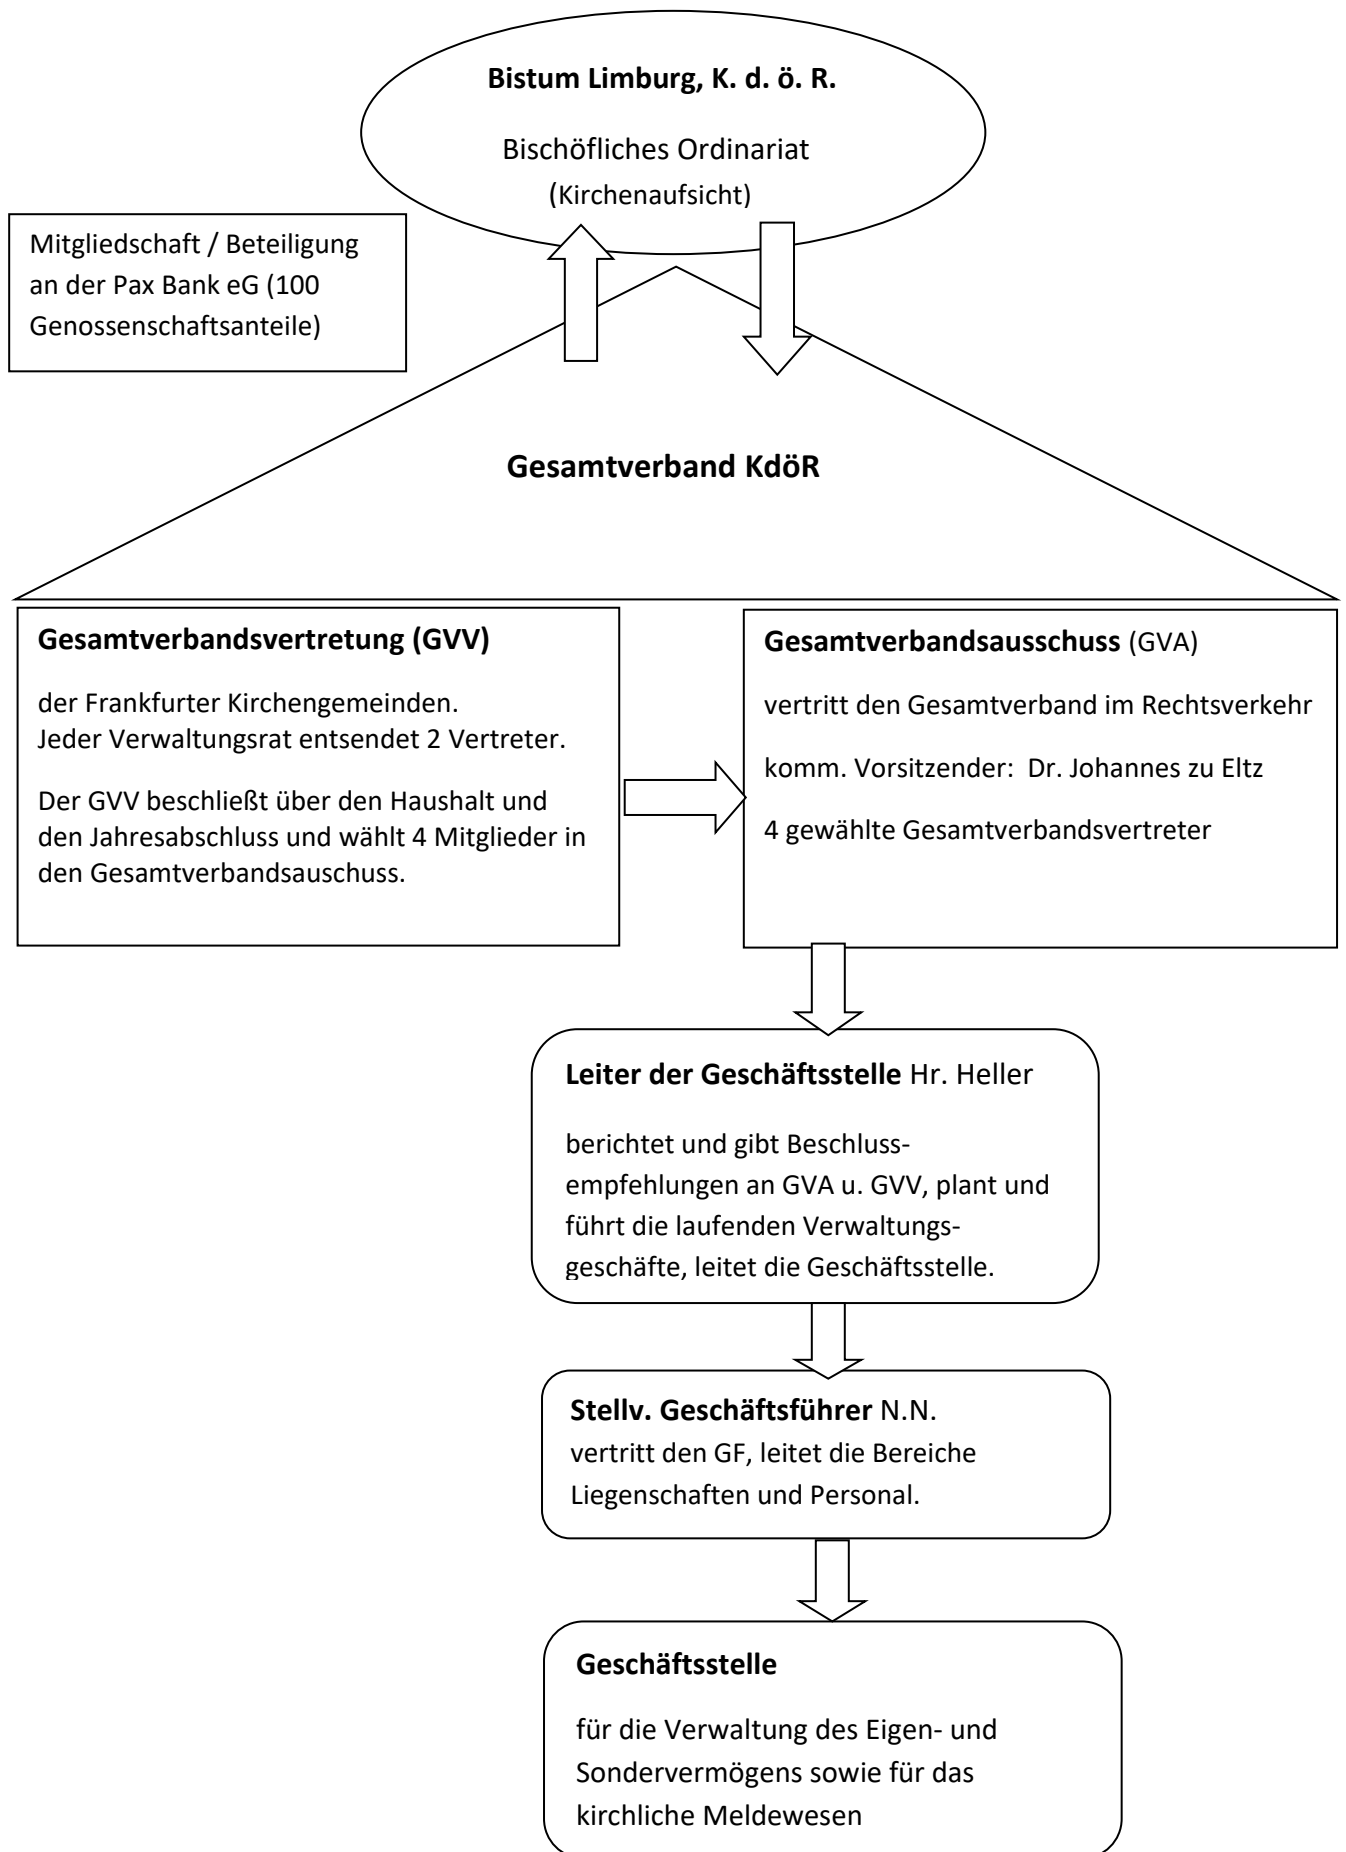 Bistum Limburg, K. d. ö. R.
Bischöfliches Ordinariat
(Kirchenaufsicht)
Mitgliedschaft / Beteiligung
an der Pax Bank eG (100
Genossenschaftsanteile)
Gesamtverband KdöR
Gesamtverbandsvertretung (GVV)
der Frankfurter Kirchengemeinden.
Jeder Verwaltungsrat entsendet 2 Vertreter.
Der GVV beschließt über den Haushalt und
den Jahresabschluss und wählt 4 Mitglieder in
den Gesamtverbandsauschuss.
Gesamtverbandsausschuss (GVA)
vertritt den Gesamtverband im Rechtsverkehr
komm. Vorsitzender: Dr. Johannes zu Eltz
4 gewählte Gesamtverbandsvertreter
Leiter der Geschäftsstelle Hr. Heller
berichtet und gibt Beschluss-
empfehlungen an GVA u. GVV, plant und
führt die laufenden Verwaltungs-
geschäfte, leitet die Geschäftsstelle.
Stellv. Geschäftsführer N.N.
vertritt den GF, leitet die Bereiche
Liegenschaften und Personal.
Geschäftsstelle
für die Verwaltung des Eigen- und
Sondervermögens sowie für das
kirchliche Meldewesen